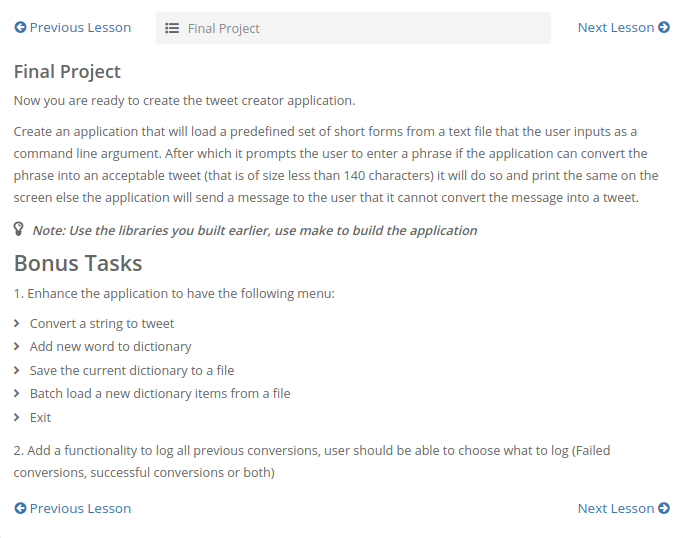 Previous Lesson
Final Project
Next Lesson
Final Project
Now you are ready to create the tweet creator application.
Create an application that will load a predefined set of short forms from a text file that the user inputs as a
command line argument. After which it prompts the user to enter a phrase if the application can convert the
phrase into an acceptable tweet (that is of size less than 140 characters) it will do so and print the same on the
screen else the application will send a message to the user that it cannot convert the message into a tweet.
Note: Use the libraries you built earlier, use make to build the application
Bonus Tasks
1. Enhance the application to have the following menu:
Convert a string to tweet
Add new word to dictionary
Save the current dictionary to a file
Batch load a new dictionary items from a file
Exit
2. Add a functionality to log all previous conversions, user should be able to choose what to log (Failed
conversions, successful conversions or both)
Previous Lesson
Next Lesson